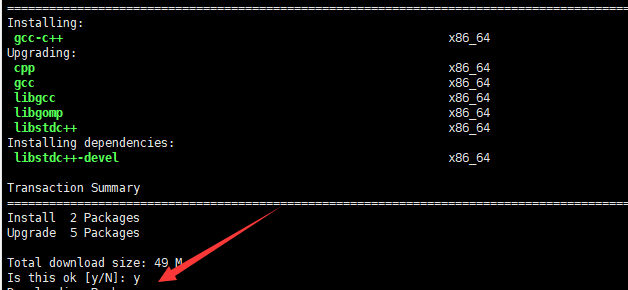 ================================================================================
Installing:
gcc-c++ x86_64
Upgrading:
cpp x86_64
gcc x86_64
libgcc x86_64
libgomp x86_64
libstdc++ x86_64
Installing dependencies:
libstdc++-devel x86_64
Transaction Summary
================================================================================
Install 2 Packages
Upgrade 5 Packages
Total download size: 49 M
Is this ok [y/N]: y